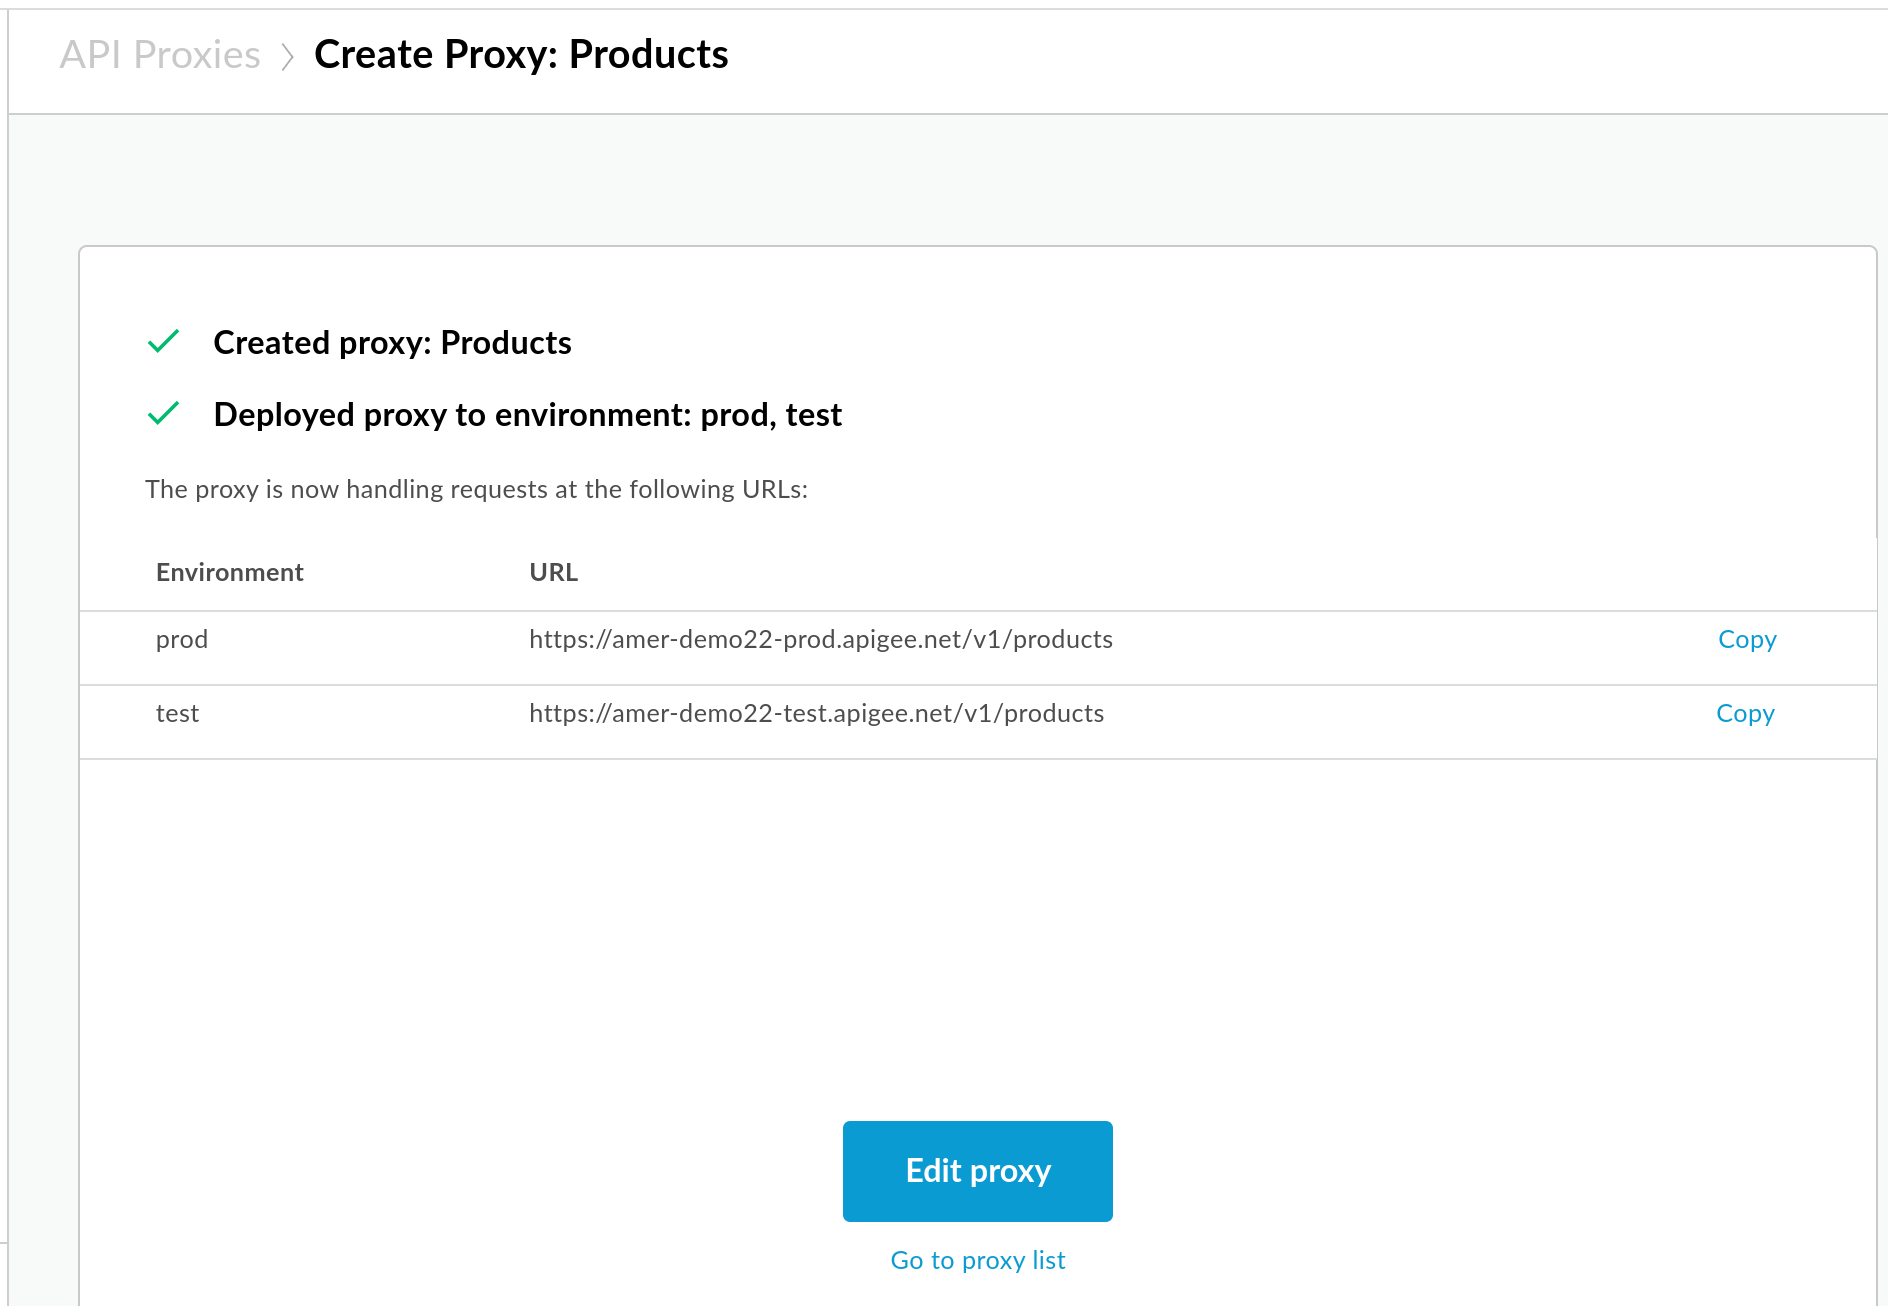 API Proxies > Create Proxy: Products
Created proxy: Products
Deployed proxy to environment: prod, test
The proxy is now handling requests at the following URLs:
Environment URL
prod https://amer-demo22-prod.apigee.net/v1/products Copy
test https://amer-demo22-test.apigee.net/v1/products Copy
Edit proxy
Go to proxy list